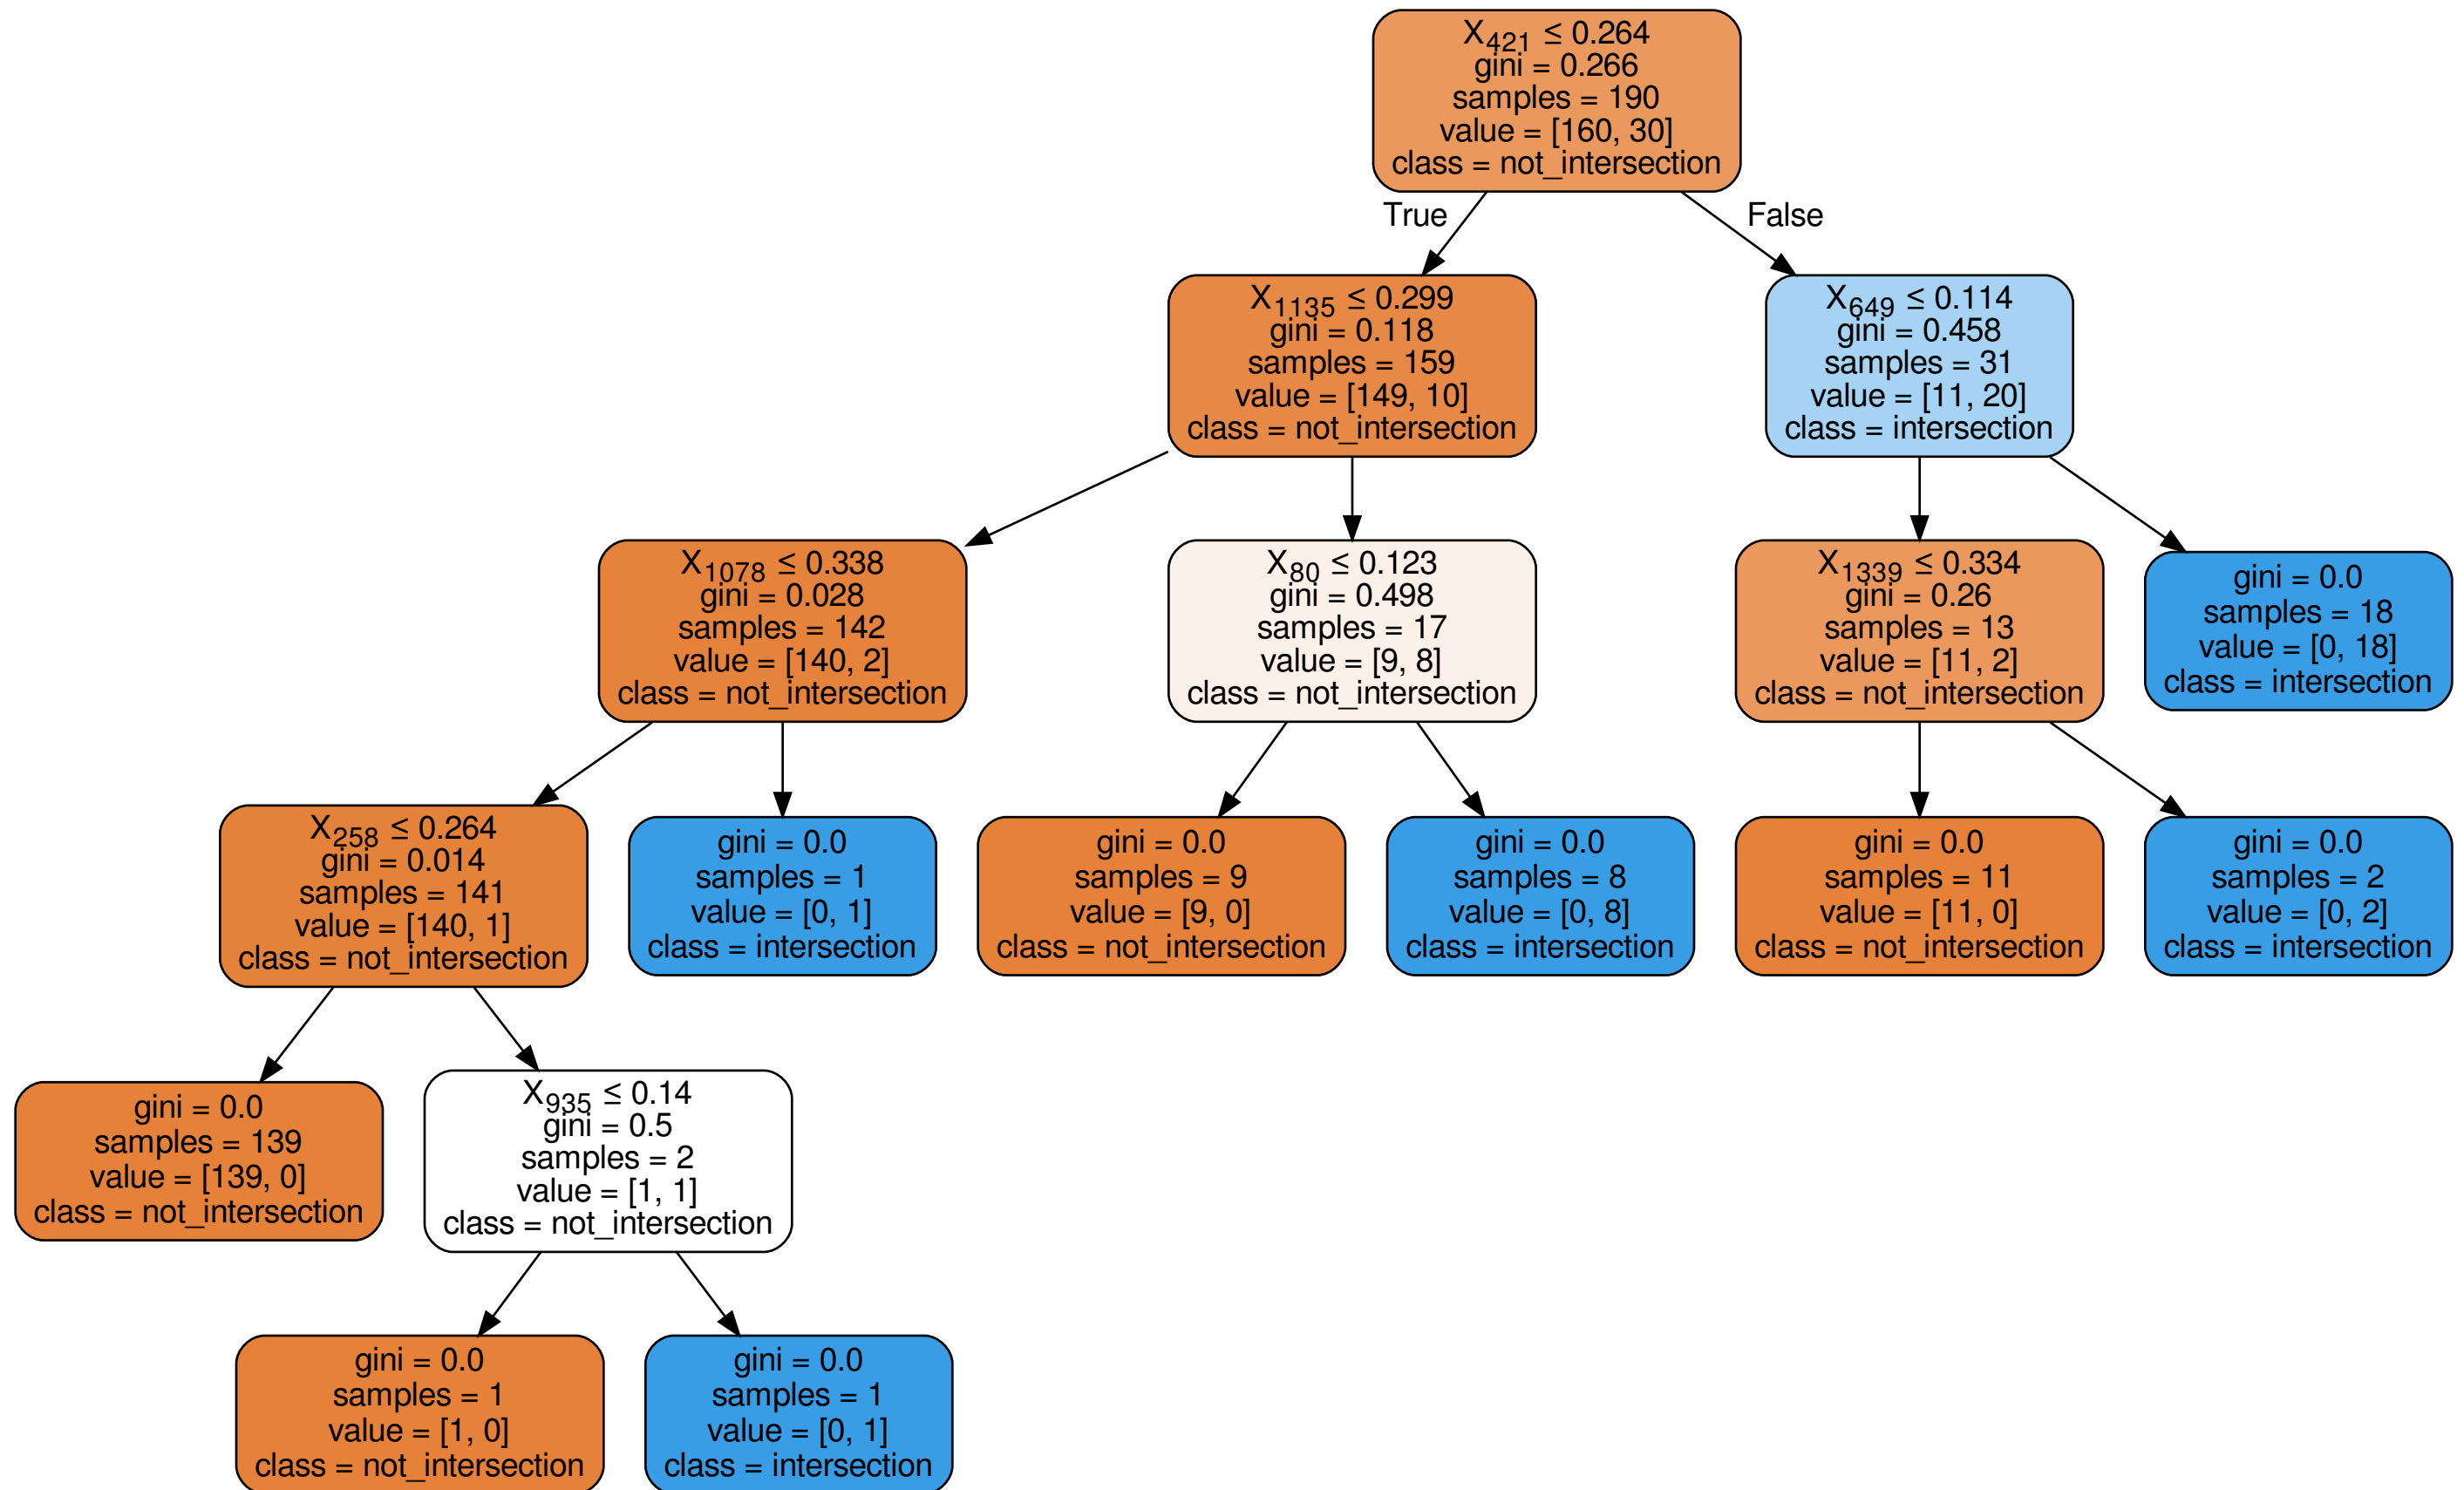 X421 ≤ 0.264
gini = 0.266
samples = 190
value = [160, 30]
class = not_intersection
True
False
X1135 ≤ 0.299
gini = 0.118
samples = 159
value = [149, 10]
class = not_intersection
X649 ≤ 0.114
gini = 0.458
samples = 31
value = [11, 20]
class = intersection
X1078 ≤ 0.338
gini = 0.028
samples = 142
value = [140, 2]
class = not_intersection
X80 ≤ 0.123
gini = 0.498
samples = 17
value = [9, 8]
class = not_intersection
X1339 ≤ 0.334
gini = 0.26
samples = 13
value = [11, 2]
class = not_intersection
gini = 0.0
samples = 18
value = [0, 18]
class = intersection
X258 ≤ 0.264
gini = 0.014
samples = 141
value = [140, 1]
class = not_intersection
gini = 0.0
samples = 1
value = [0, 1]
class = intersection
gini = 0.0
samples = 9
value = [9, 0]
class = not_intersection
gini = 0.0
samples = 8
value = [0, 8]
class = intersection
gini = 0.0
samples = 11
value = [11, 0]
class = not_intersection
gini = 0.0
samples = 2
value = [0, 2]
class = intersection
gini = 0.0
samples = 139
value = [139, 0]
class = not_intersection
X935 ≤ 0.14
gini = 0.5
samples = 2
value = [1, 1]
class = not_intersection
gini = 0.0
samples = 1
value = [1, 0]
class = not_intersection
gini = 0.0
samples = 1
value = [0, 1]
class = intersection